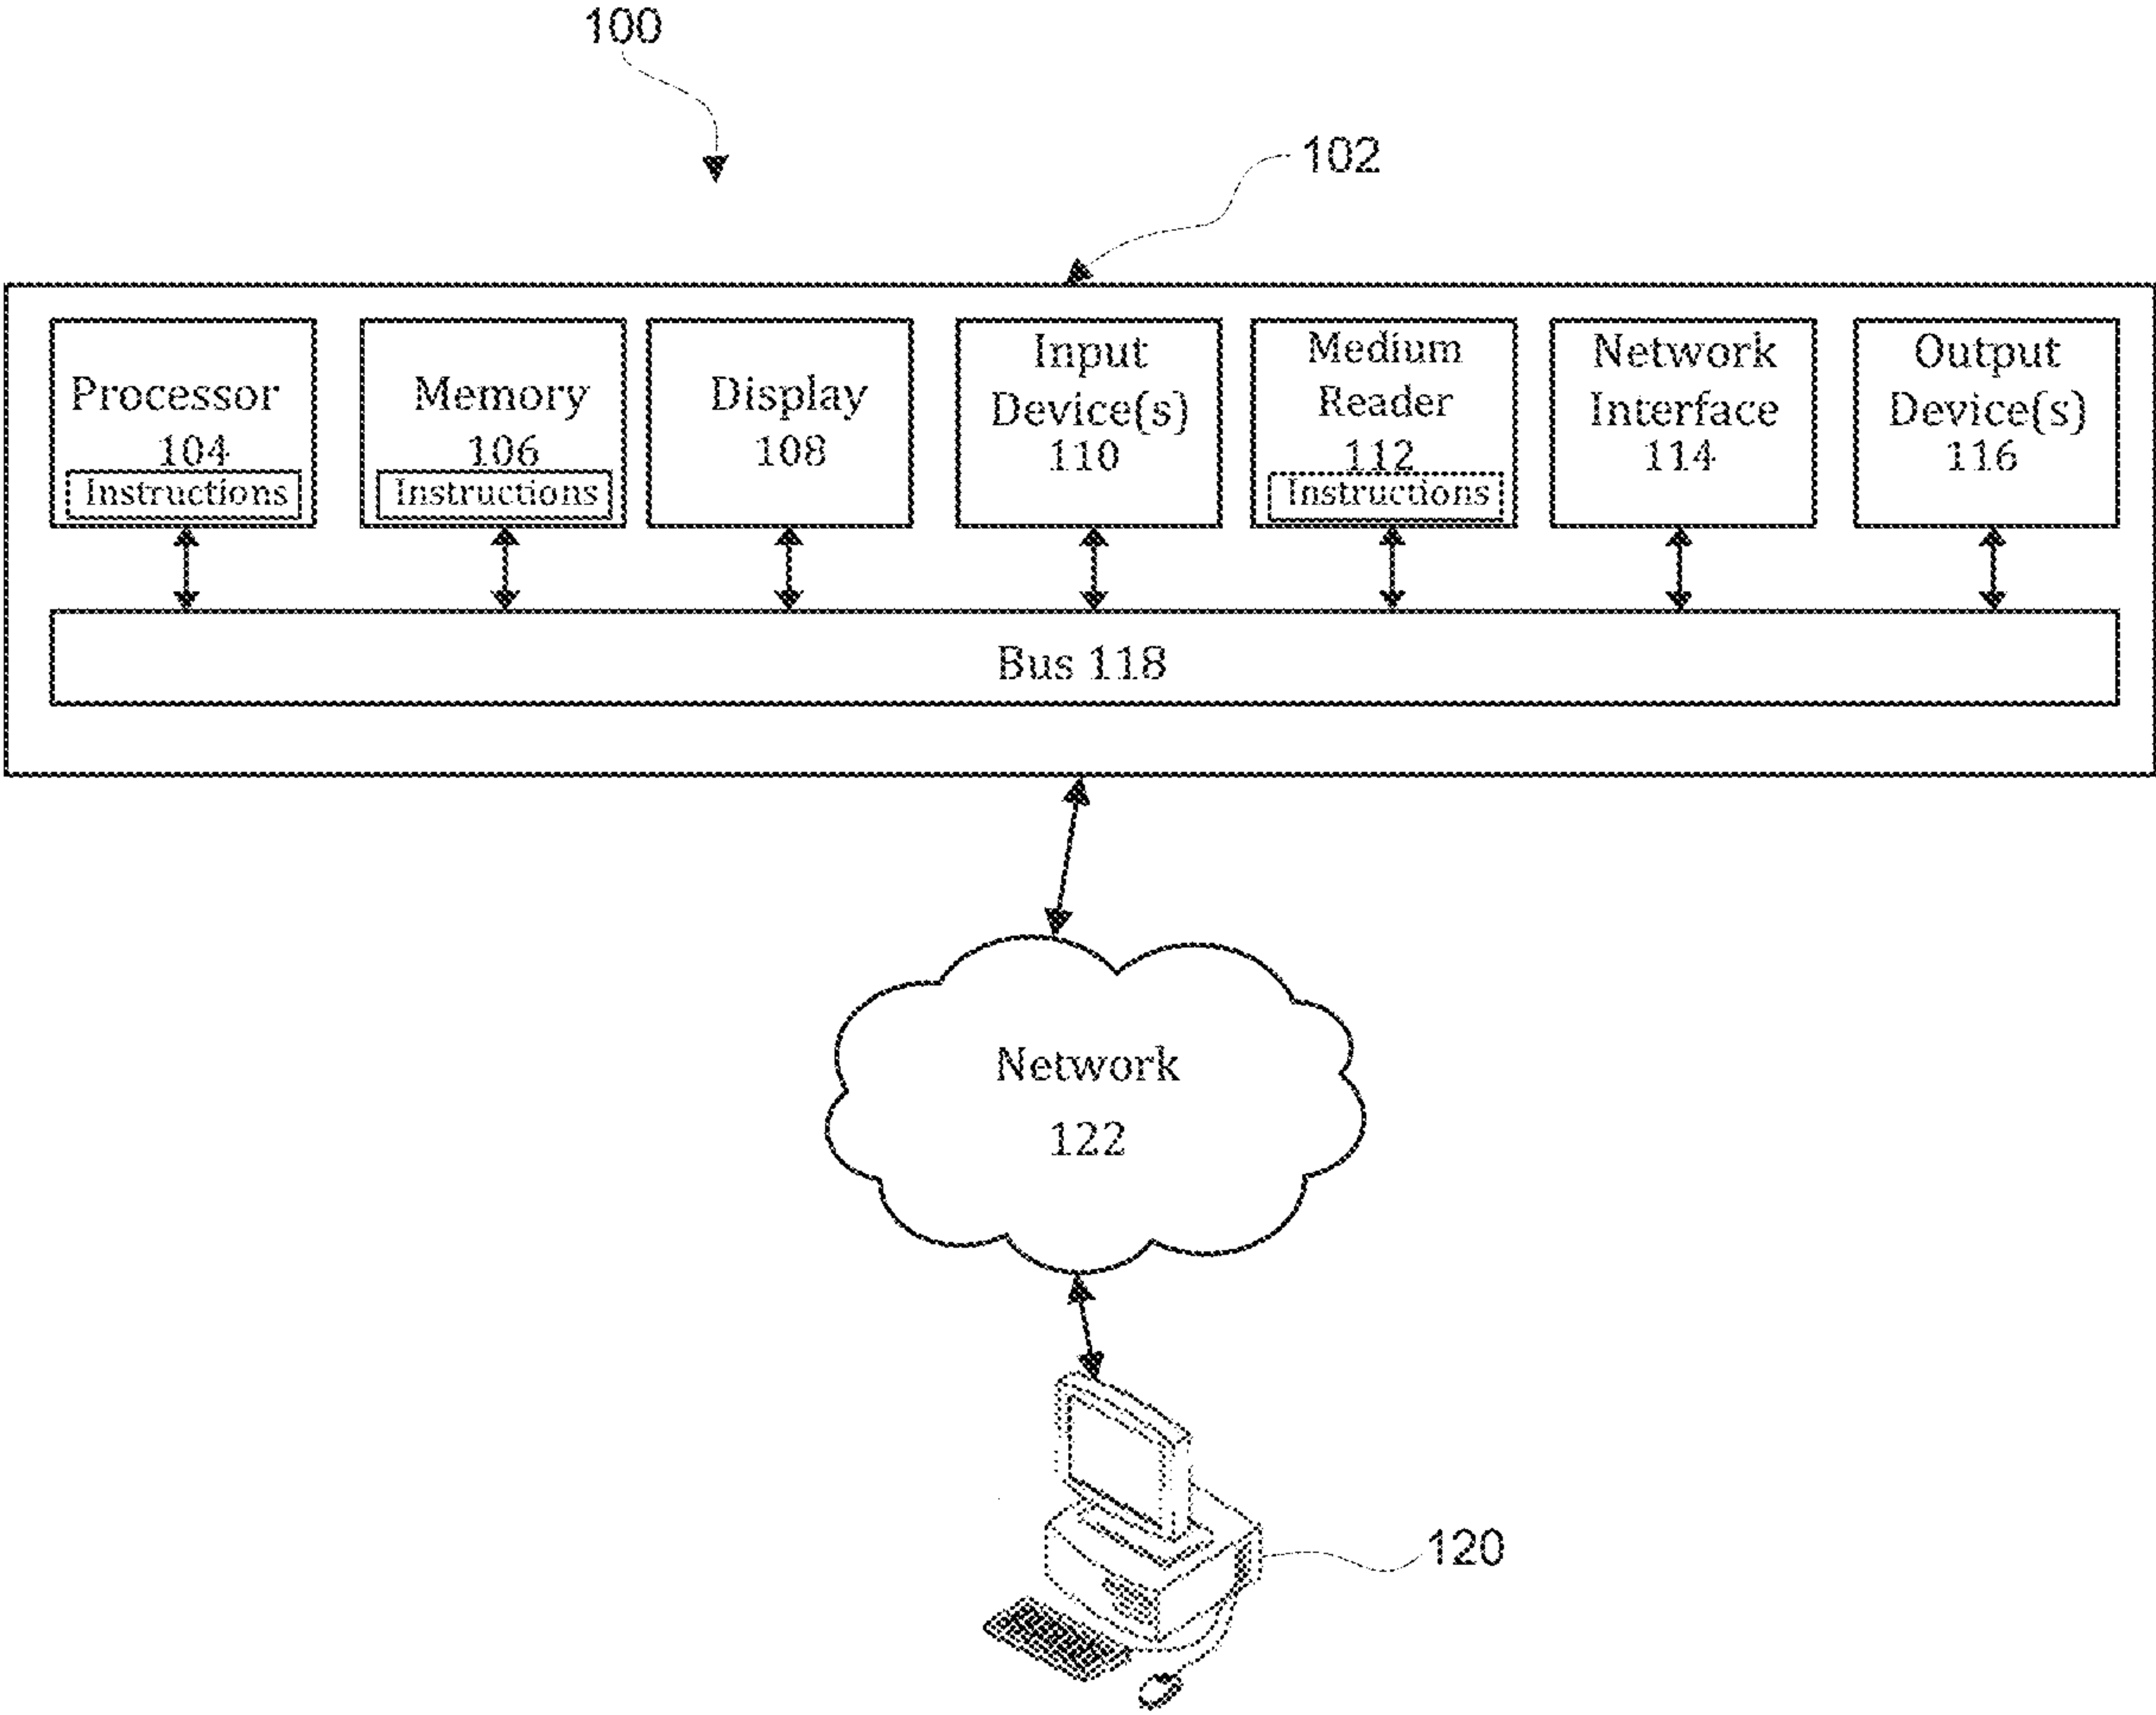 100
102
Processor
104
Instructions
Memory
106
Instructions
Display
108
Input
Device(s)
110
Medium
Reader
112
Instructions
Network
Interface
114
Output
Device(s)
116
Bus 118
Network
122
120